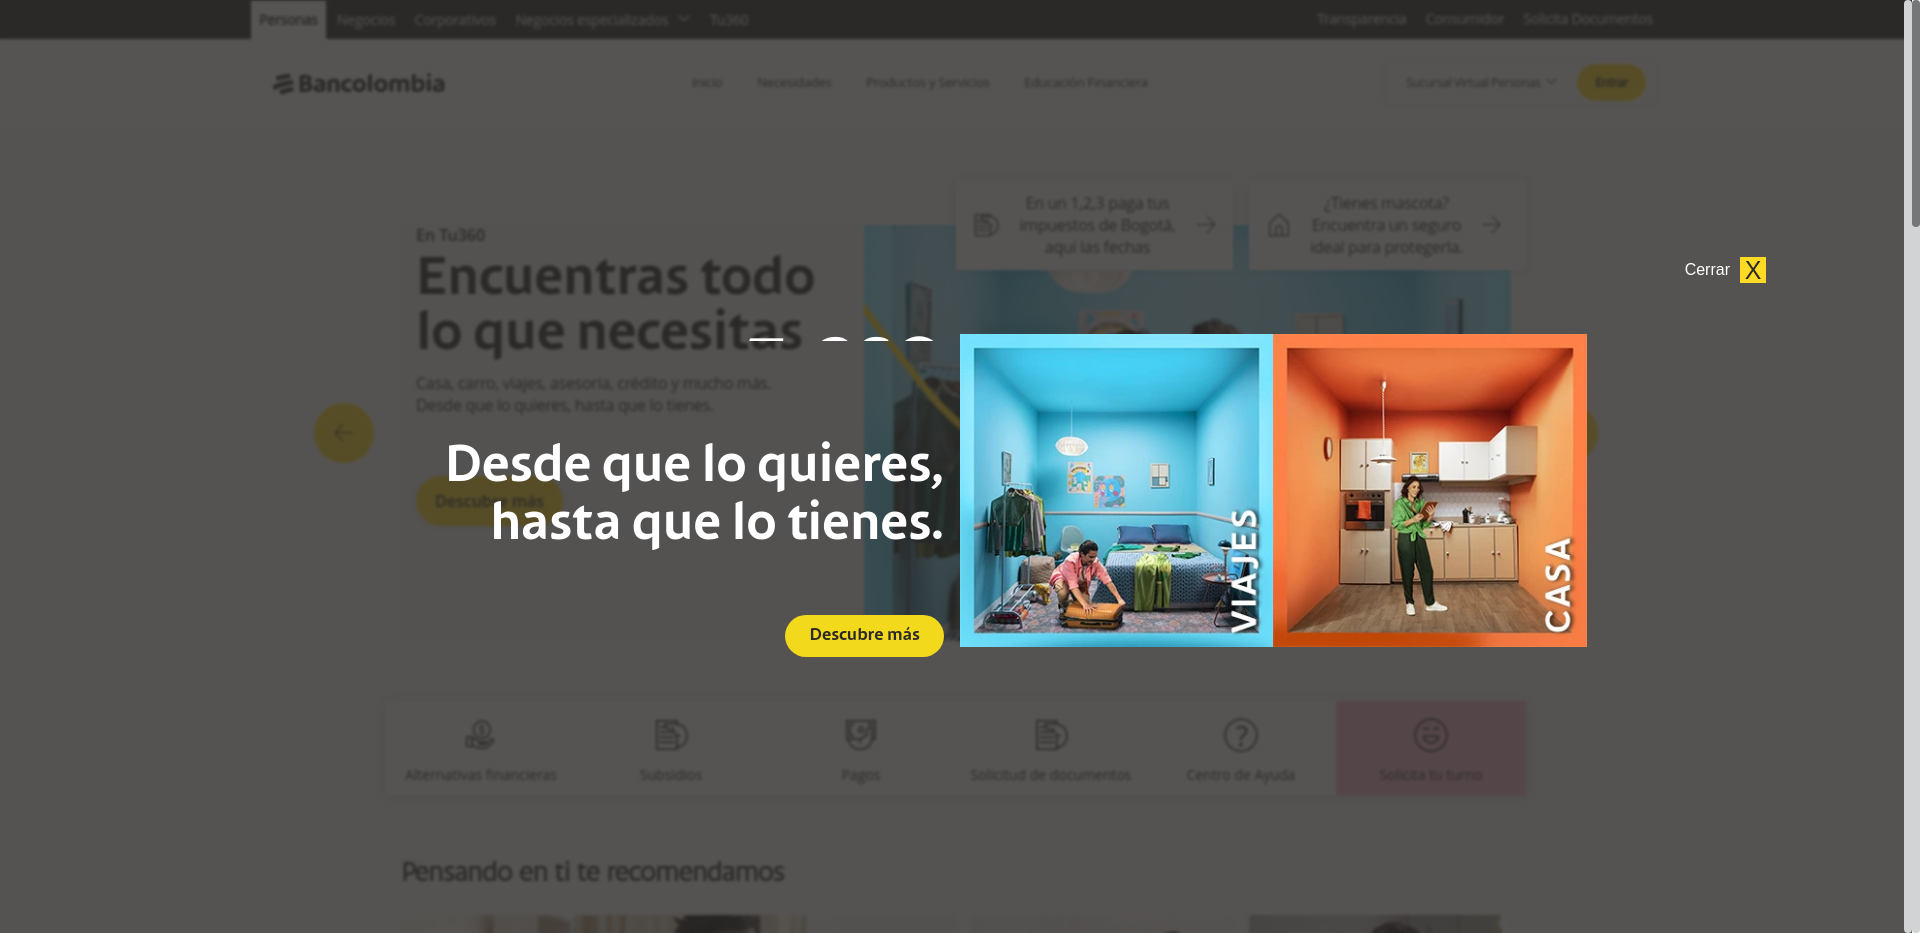 Personas
Negocios
Corporativos
Negocios especializados
Tu360
Transparencia
Consumidor
Solicita Documentos
Bancolombia
Inicio
Necesidades
Productos y Servicios
Educación Financiera
Sucursal Virtual Personas
Entrar
En un 1,2,3 paga tus
impuestos de Bogotá,
aquí las fechas
¿Tienes mascota?
Encuentra un seguro
ideal para protegerla.
En Tu360
Encuentras todo
lo que necesitas
Casa, carro, viajes, asesoría, crédito y mucho más.
Desde que lo quieres, hasta que lo tienes.
Descubre más
Cerrar X
Desde que lo quieres,
hasta que lo tienes.
Descubre más
VIAJES
CASA
Alternativas financieras
Subsidios
Pagos
Solicitud de documentos
Centro de Ayuda
Solicita tu turno
Pensando en ti te recomendamos